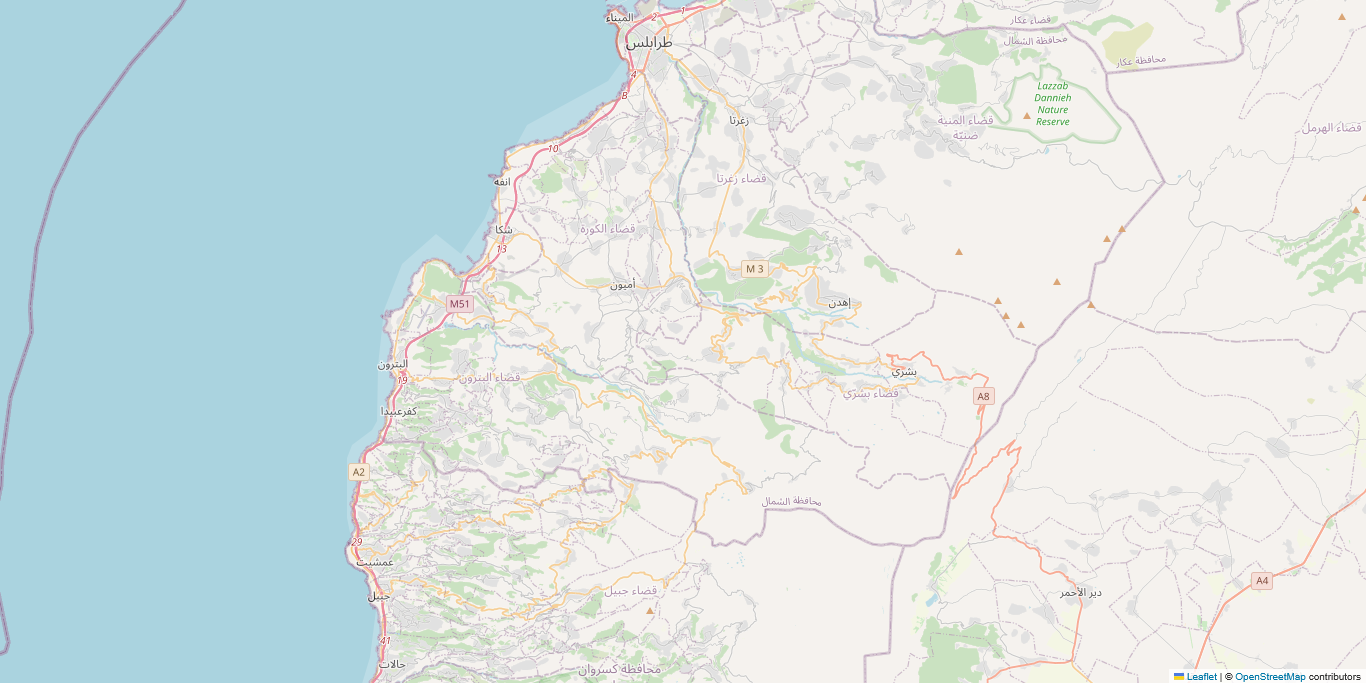 الميناء
2
1
طرابلس
قضاء عكار
محافظة الشمال
محافظة عكار
4
B
Lazzab
Dannieh
Nature
Reserve
زغرتا
قضاء المنية
ضنيّة
قضاء الهرمل
10
انفه
قضاء زغرتا
شكا
قضاء الكورة
13
M 3
أميون
إهدن
M51
البترون
19
قضاء البترون
بشري
قضاء بشري
A8
كفرعبيدا
A2
محافظة الشمال
29
عمشيت
A4
جبيل
قضاء جبيل
دير الأحمر
41
حالات
محافظة كسروان
Leaflet | © OpenStreetMap contributors